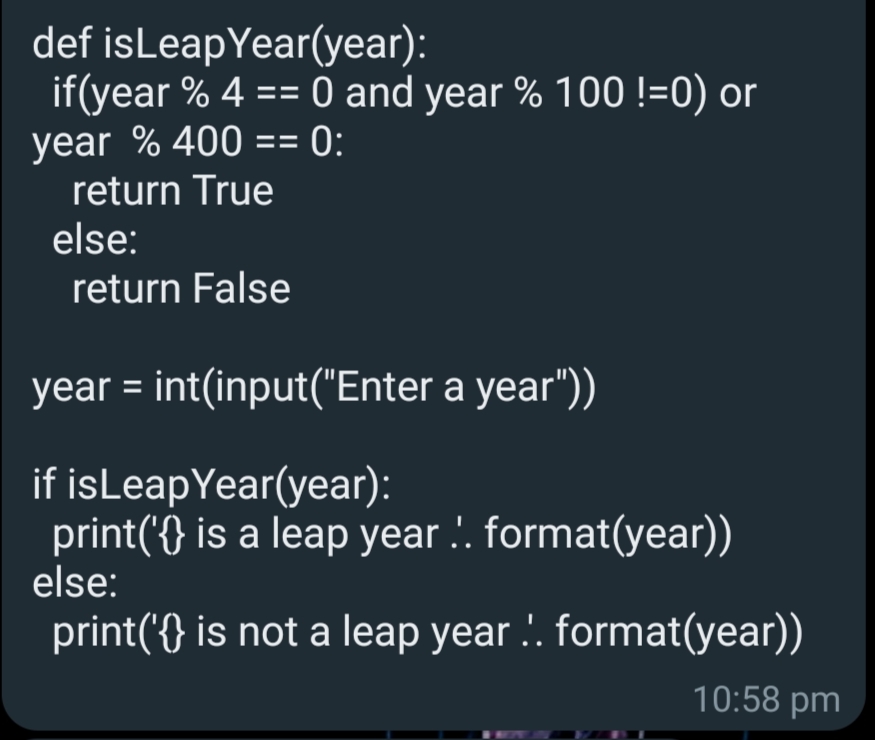 def isLeapYear(year):
  if(year % 4 == 0 and year % 100 !=0) or
year  % 400 == 0:
    return True
  else:
    return False

year = int(input("Enter a year"))

if isLeapYear(year):
  print('{} is a leap year .'. format(year))
else:
  print('{} is not a leap year .'. format(year))
10:58 pm